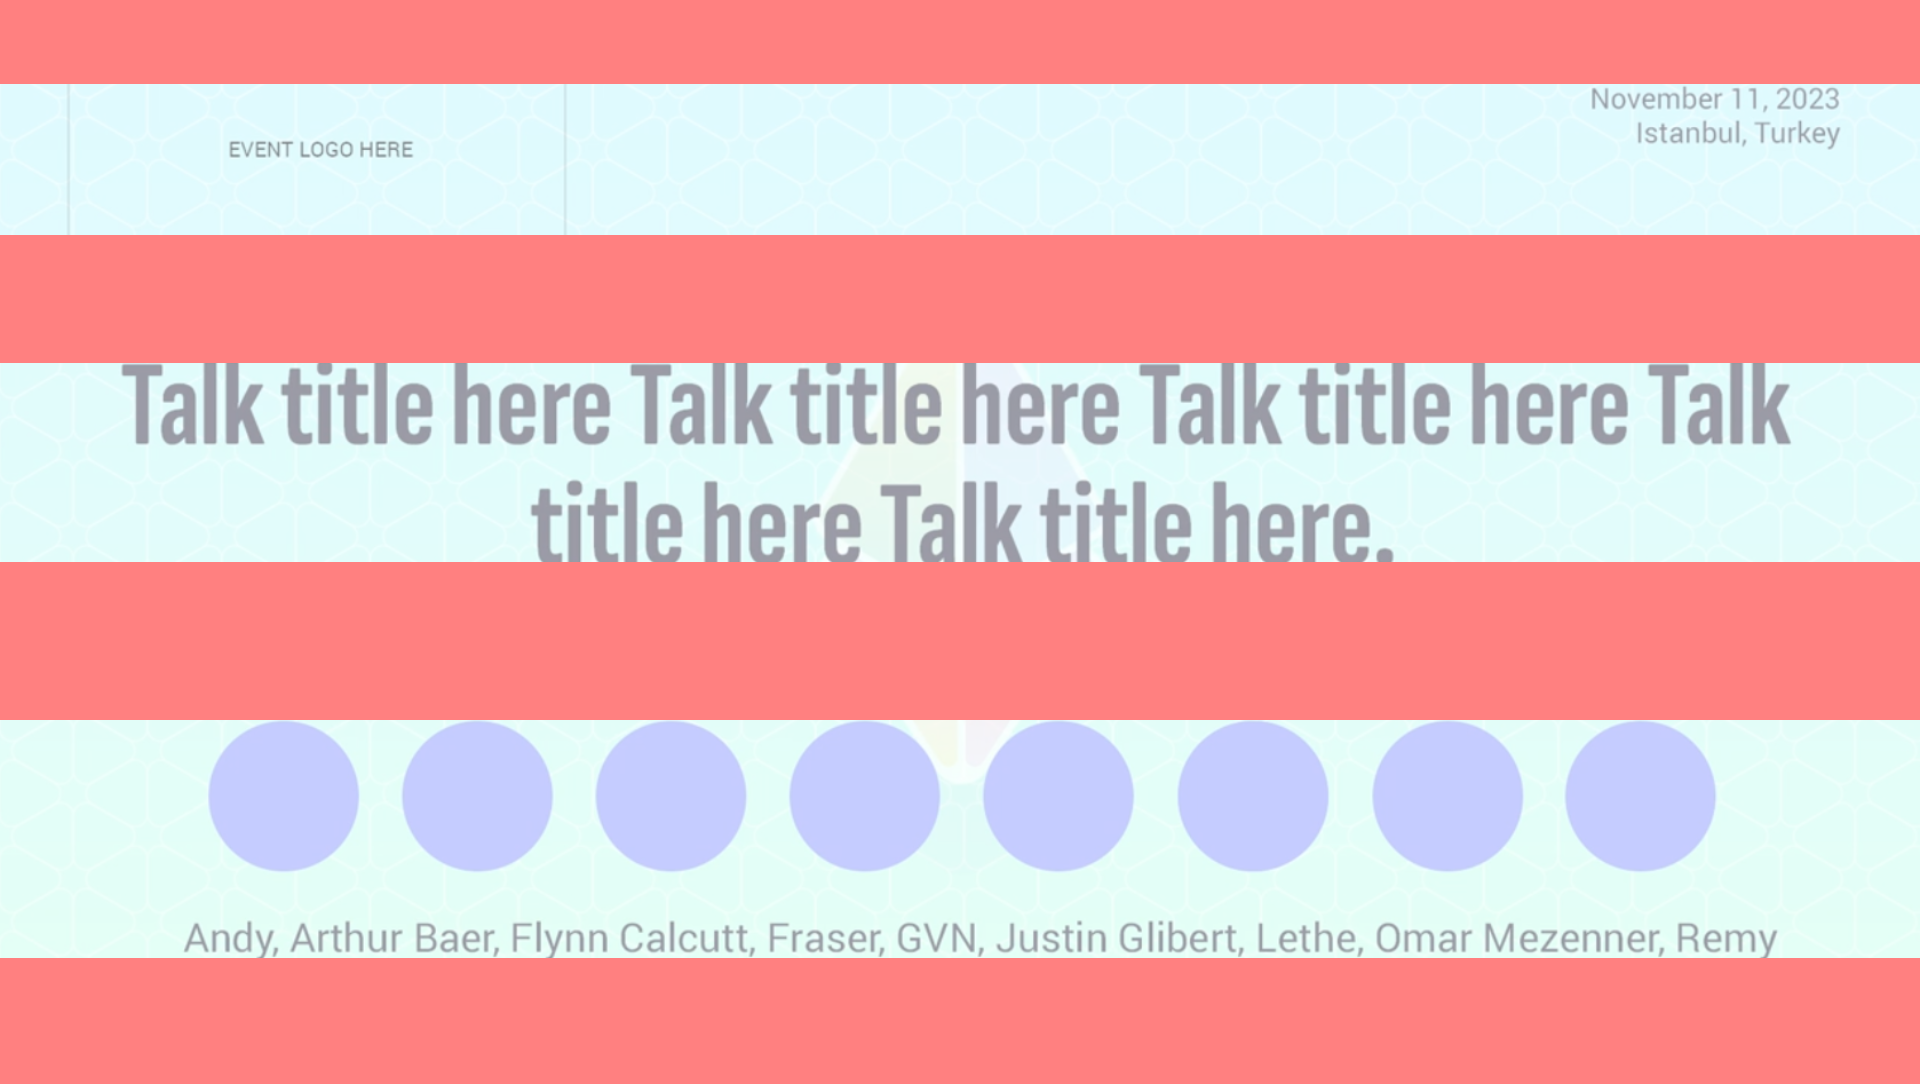 November 11, 2023
Istanbul, Turkey
EVENT LOGO HERE
Talk title here Talk title here Talk title here Talk
title here Talk title here.
Andy, Arthur Baer, Flynn Calcutt, Fraser, GVN, Justin Glibert, Lethe, Omar Mezenner, Remy